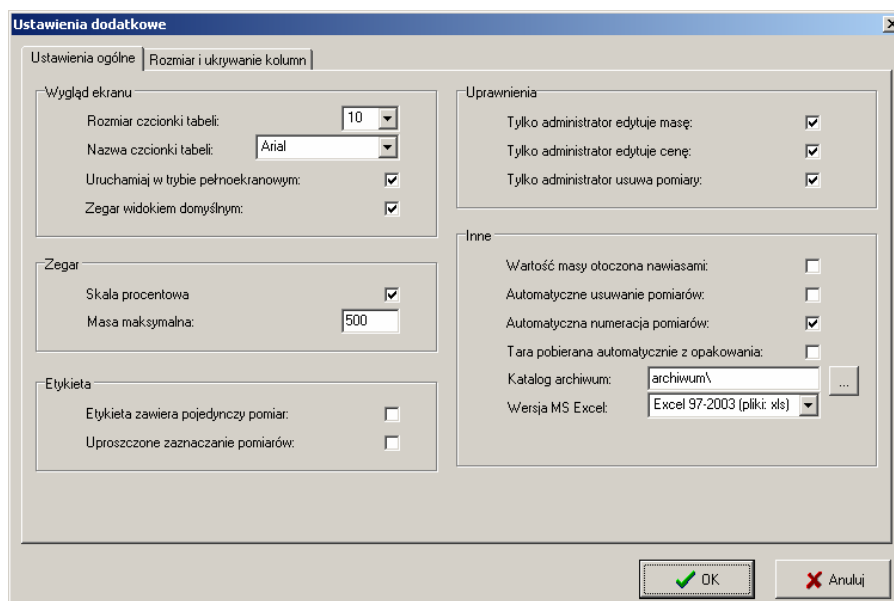 Ustawienia dodatkowe
Ustawienia ogólne
Rozmiar i ukrywanie kolumn
Wygląd ekranu
Rozmiar czcionki tabeli: 10
Nazwa czcionki tabeli: Arial
Uruchamiaj w trybie pełnoekranowym:
Zegar widokiem domyślnym:
Zegar
Skala procentowa
Masa maksymalna: 500
Etykieta
Etykieta zawiera pojedynczy pomiar:
Uproszczone zaznaczanie pomiarów:
Uprawnienia
Tylko administrator edytuje masę:
Tylko administrator edytuje cenę:
Tylko administrator usuwa pomiary:
Inne
Wartość masy otoczona nawiasami:
Automatyczne usuwanie pomiarów:
Automatyczna numeracja pomiarów:
Tara pobierana automatycznie z opakowania:
Katalog archiwum: archiwum\ ...
Wersja MS Excel: Excel 97-2003 (pliki: xls)
OK
Anuluj